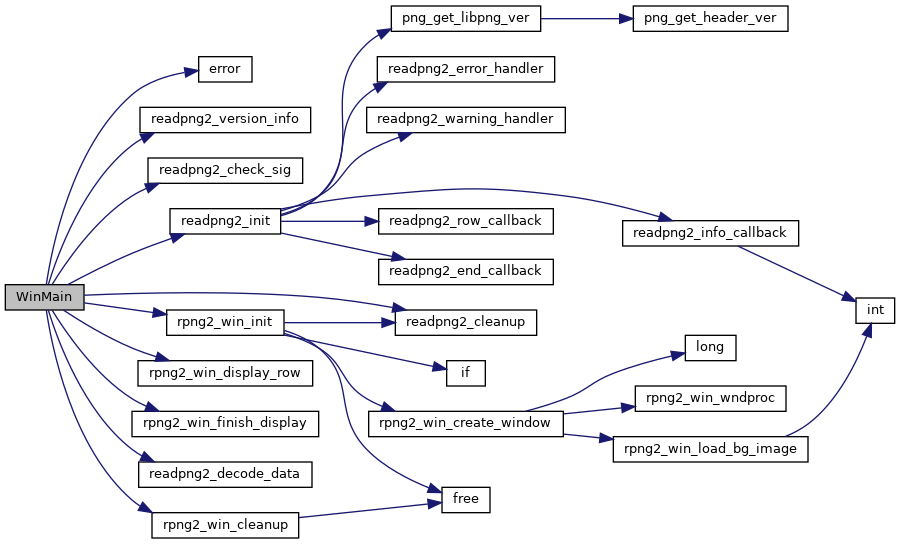 png_get_libpng_ver
png_get_header_ver
error
readpng2_error_handler
readpng2_version_info
readpng2_warning_handler
readpng2_check_sig
readpng2_init
readpng2_row_callback
readpng2_info_callback
readpng2_end_callback
WinMain
int
rpng2_win_init
readpng2_cleanup
long
rpng2_win_display_row
if
rpng2_win_wndproc
rpng2_win_finish_display
rpng2_win_create_window
rpng2_win_load_bg_image
readpng2_decode_data
free
rpng2_win_cleanup